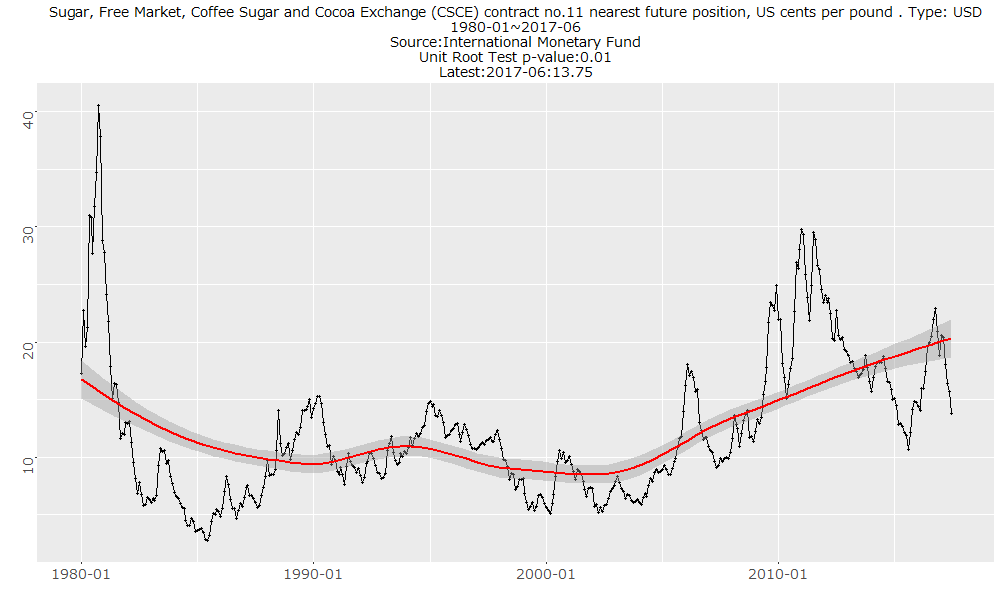 Sugar, Free Market, Coffee Sugar and Cocoa Exchange (CSCE) contract no.11 nearest future position, US cents per pound . Type: USD
1980-01~2017-06
Source:International Monetary Fund
Unit Root Test p-value:0.01
Latest:2017-06:13.75
40
30
20
10
1980-01
1990-01
2000-01
2010-01